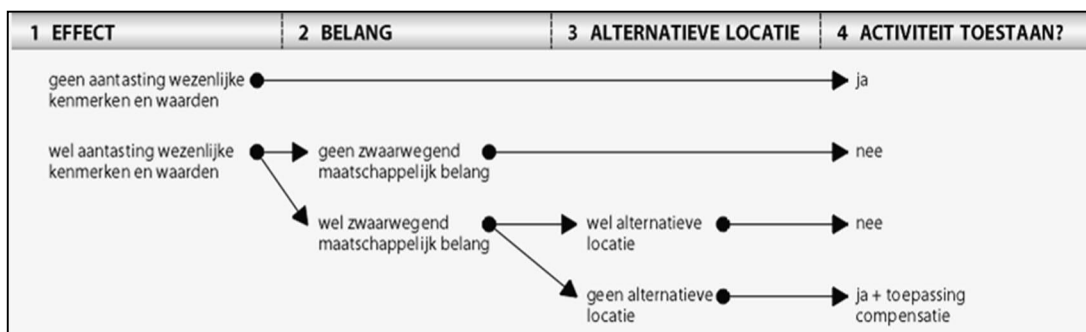 1 EFFECT 2 BELANG 3 ALTERNATIEVE LOCATIE 4 ACTIVITEIT TOESTAAN?
geen aantasting wezenlijke
kenmerken en waarden
ja
wel aantasting wezenlijke
kenmerken en waarden
geen zwaarwegend
maatschappelijk belang
nee
wel zwaarwegend
maatschappelijk belang
wel alternatieve
locatie
nee
geen alternatieve
locatie
ja + toepassing
compensatie